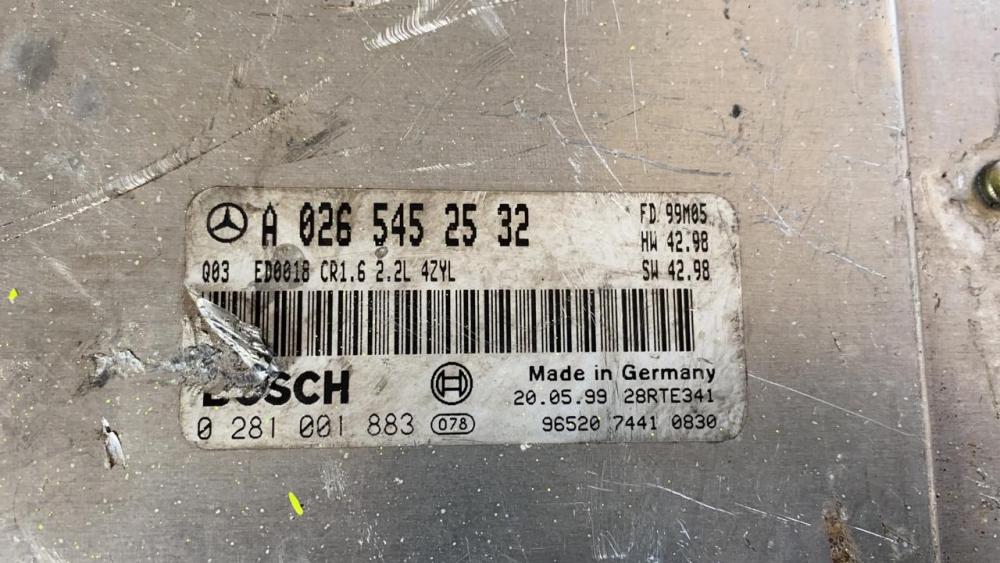 A 026 545 25 32
FD 99M05
HW 42.98
Q03 ED0018 CR1.6 2.2L 4ZYL
SW 42.98
BOSCH
Made in Germany
20.05.99 28RTE341
0 281 001 883 078
96520 7441 0830